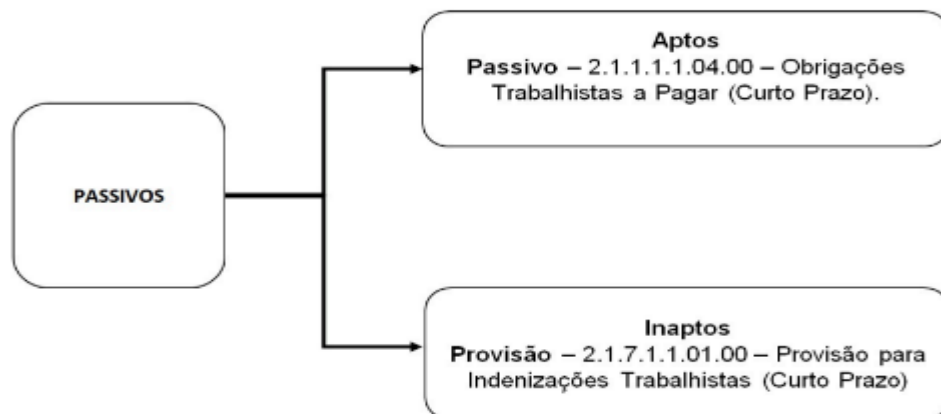 PASSIVOS
Aptos
Passivo – 2.1.1.1.1.04.00 – Obrigações
Trabalhistas a Pagar (Curto Prazo).
Inaptos
Provisão – 2.1.7.1.1.01.00 – Provisão para
Indenizações Trabalhistas (Curto Prazo)